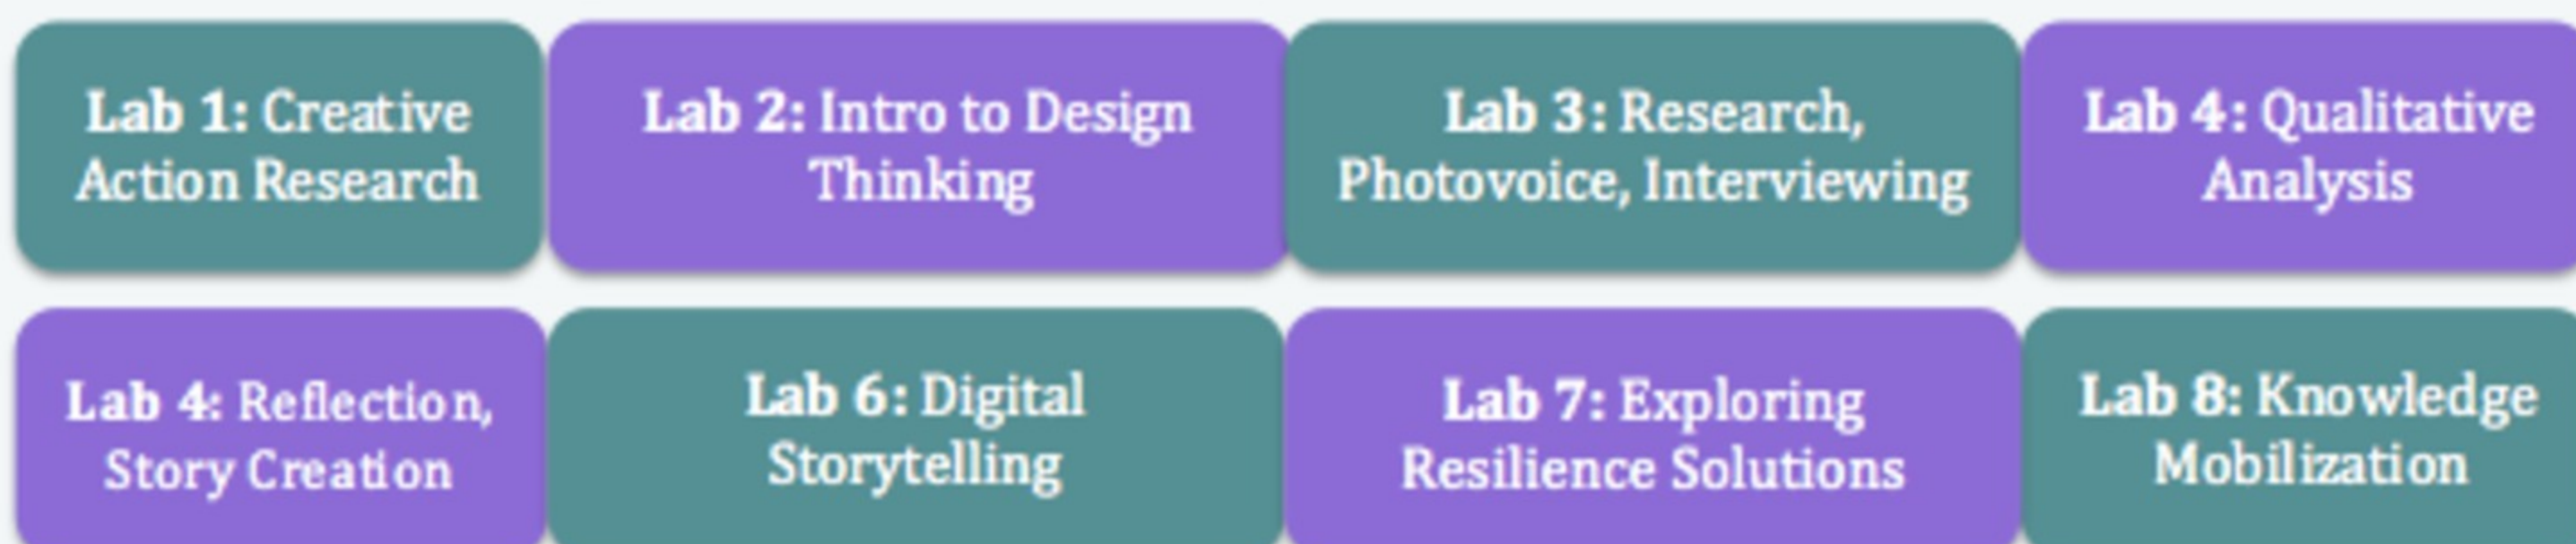 Lab 1: Creative
Action Research
Lab 2: Intro to Design
Thinking
Lab 3: Research,
Photovoice, Interviewing
Lab 4: Qualitative
Analysis
Lab 4: Reflection,
Story Creation
Lab 6: Digital
Storytelling
Lab 7: Exploring
Resilience Solutions
Lab 8: Knowledge
Mobilization